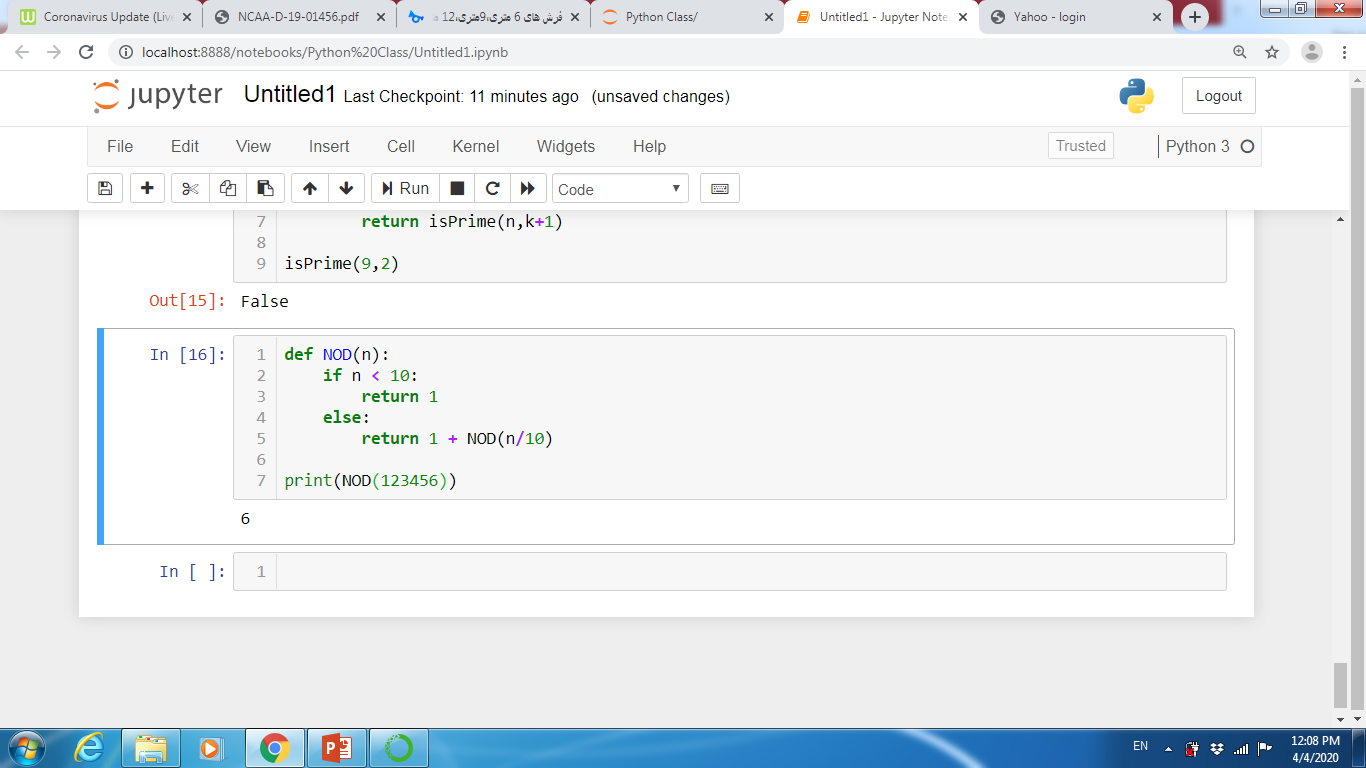 Coronavirus Update (Live
NCAA-D-19-01456.pdf
فرش های 6 متری،9متری،12 د
Python Class/
Untitled1 - Jupyter Note
Yahoo - login
localhost:8888/notebooks/Python%20Class/Untitled1.ipynb
jupyter Untitled1 Last Checkpoint: 11 minutes ago (unsaved changes)
Logout
File Edit View Insert Cell Kernel Widgets Help
Trusted
Python 3
Run
Code
7 return isPrime(n,k+1)
8
9 isPrime(9,2)
Out[15]: False
In [16]:
1 def NOD(n):
2 if n < 10:
3 return 1
4 else:
5 return 1 + NOD(n/10)
6
7 print(NOD(123456))
6
In [ ]: 1
EN
12:08 PM
4/4/2020